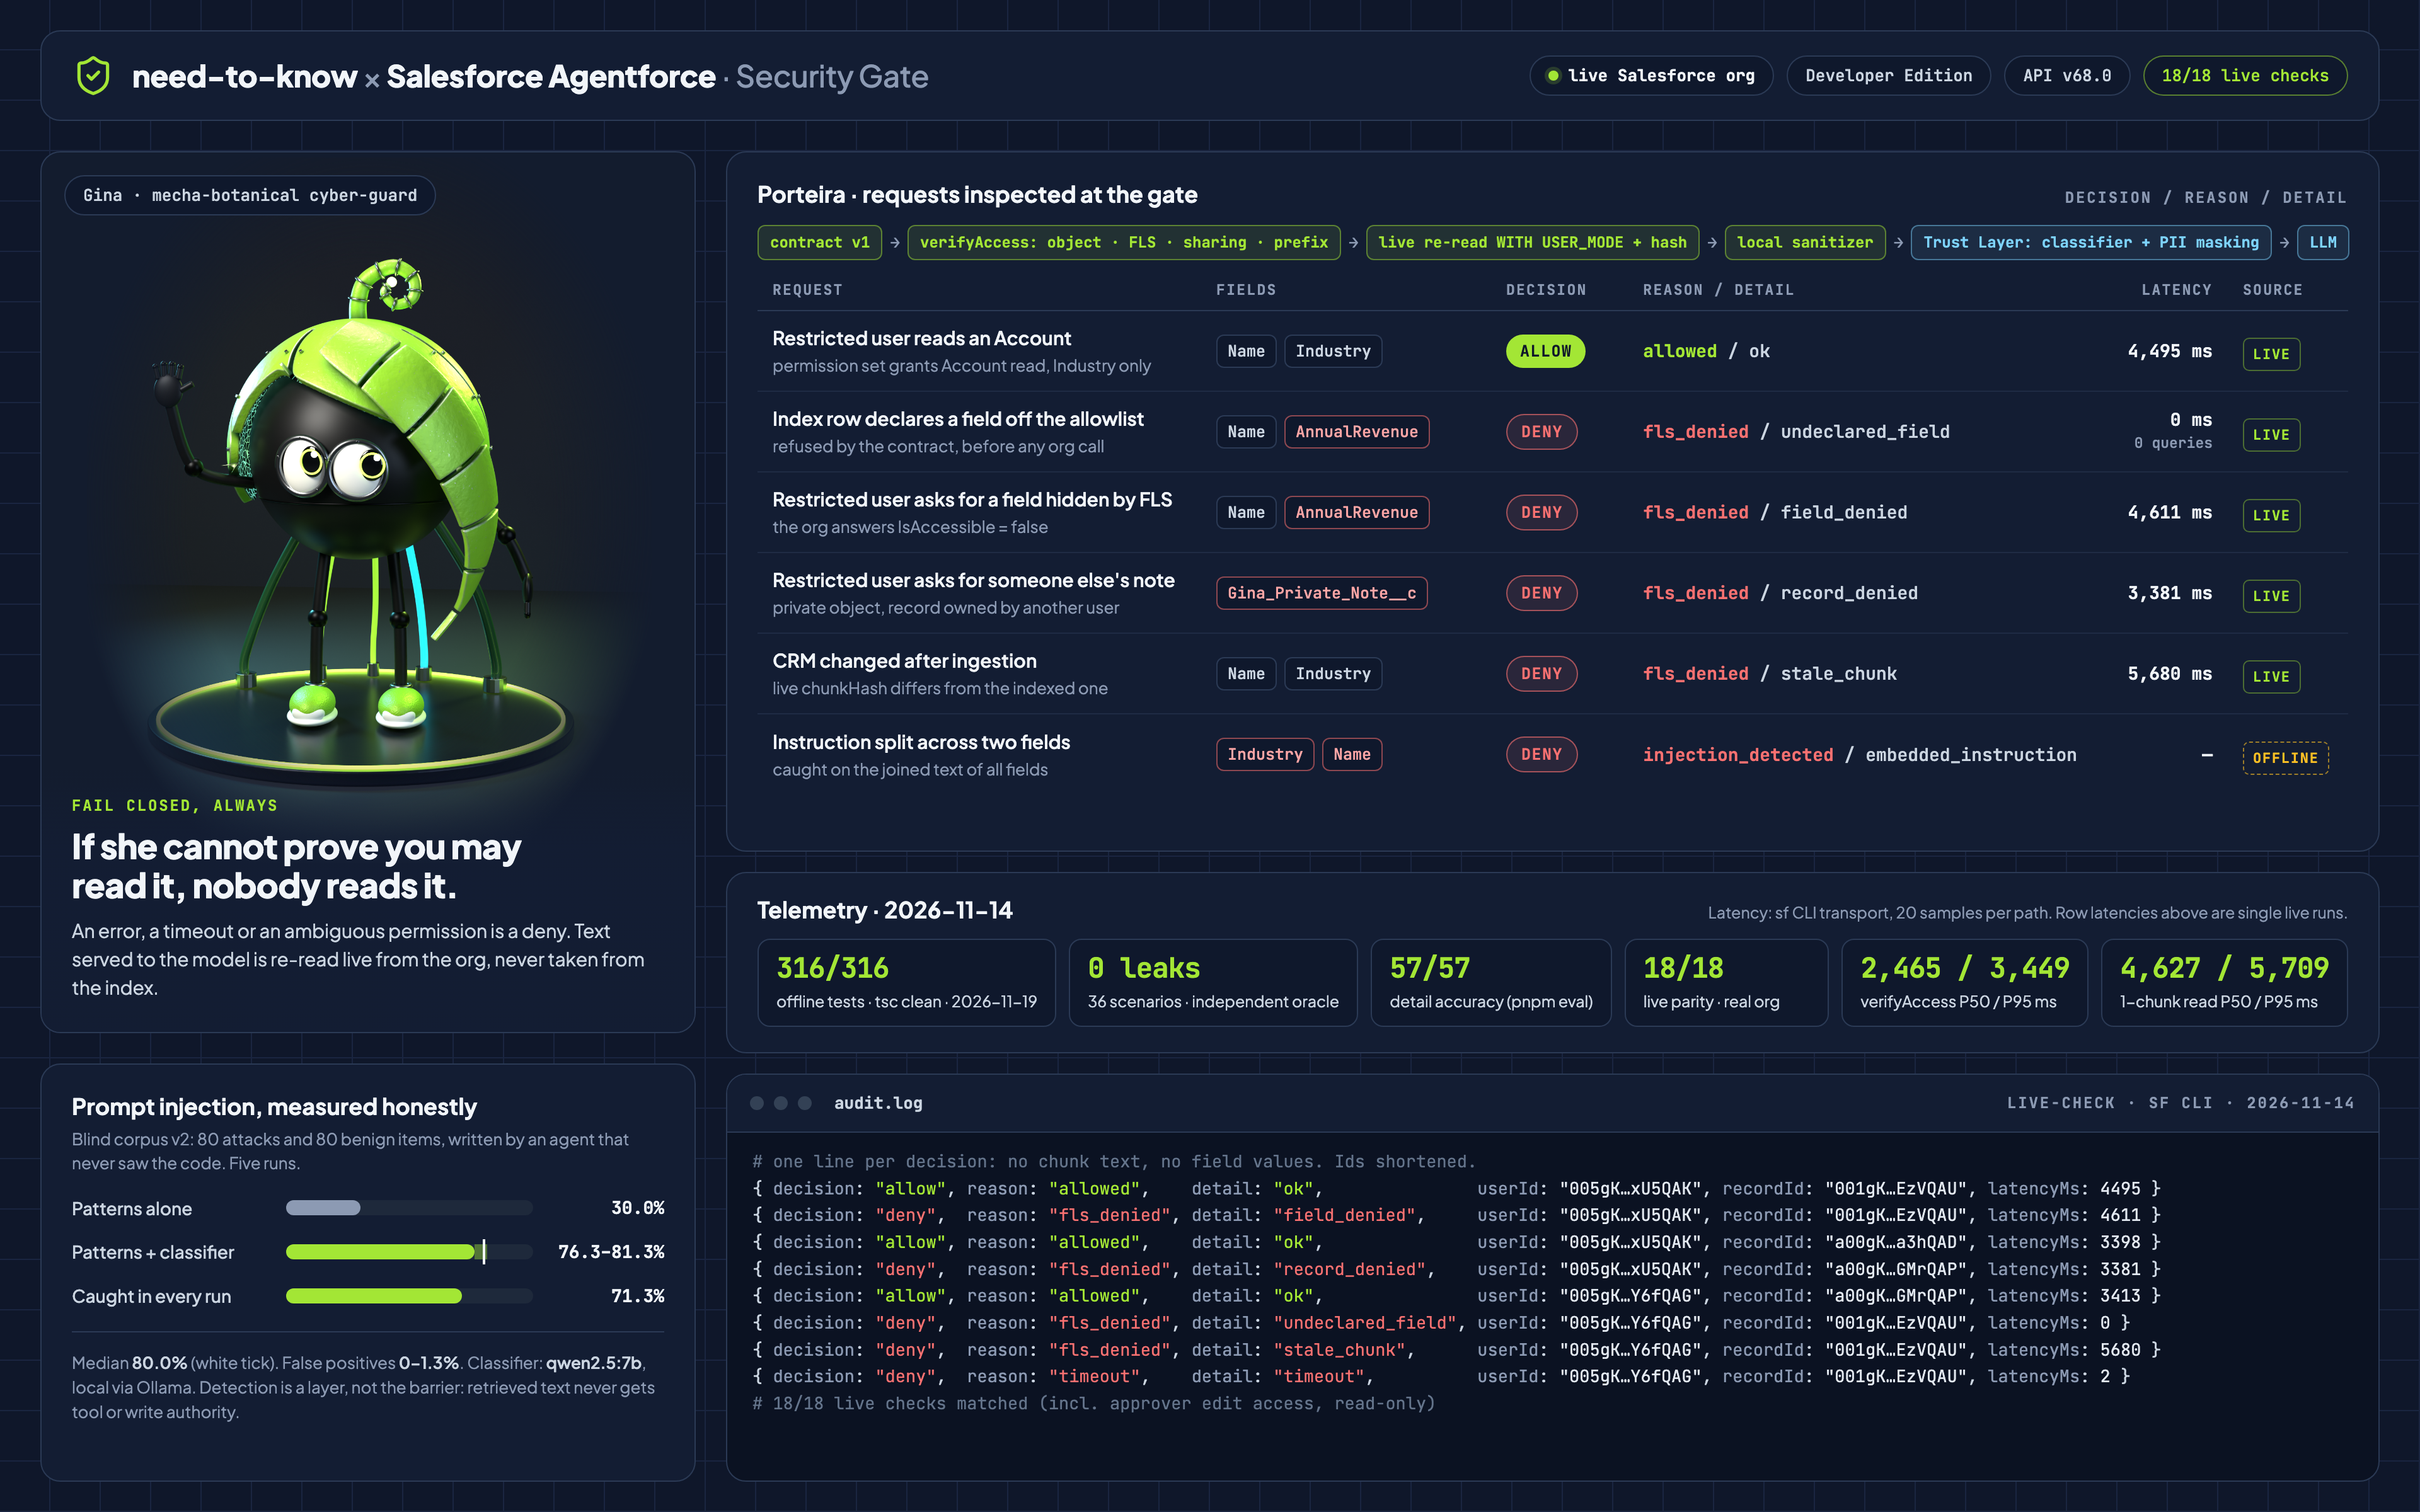 need-to-know × Salesforce Agentforce · Security Gate
live Salesforce org
Developer Edition
API v68.0
18/18 live checks
Gina · mecha-botanical cyber-guard
FAIL CLOSED, ALWAYS
If she cannot prove you may
read it, nobody reads it.
An error, a timeout or an ambiguous permission is a deny. Text
served to the model is re-read live from the org, never taken from
the index.
Prompt injection, measured honestly
Blind corpus v2: 80 attacks and 80 benign items, written by an agent that
never saw the code. Five runs.
Patterns alone 30.0%
Patterns + classifier 76.3–81.3%
Caught in every run 71.3%
Median 80.0% (white tick). False positives 0–1.3%. Classifier: qwen2.5:7b,
local via Ollama. Detection is a layer, not the barrier: retrieved text never gets
tool or write authority.
Porteira · requests inspected at the gate
DECISION / REASON / DETAIL
contract v1 → verifyAccess: object · FLS · sharing · prefix → live re-read WITH USER_MODE + hash → local sanitizer → Trust Layer: classifier + PII masking → LLM
REQUEST FIELDS DECISION REASON / DETAIL LATENCY SOURCE
Restricted user reads an Account
permission set grants Account read, Industry only
Name Industry ALLOW allowed / ok 4,495 ms LIVE
Index row declares a field off the allowlist
refused by the contract, before any org call
Name AnnualRevenue DENY fls_denied / undeclared_field 0 ms LIVE
0 queries
Restricted user asks for a field hidden by FLS
the org answers IsAccessible = false
Name AnnualRevenue DENY fls_denied / field_denied 4,611 ms LIVE
Restricted user asks for someone else's note
private object, record owned by another user
Gina_Private_Note__c DENY fls_denied / record_denied 3,381 ms LIVE
CRM changed after ingestion
live chunkHash differs from the indexed one
Name Industry DENY fls_denied / stale_chunk 5,680 ms LIVE
Instruction split across two fields
caught on the joined text of all fields
Industry Name DENY injection_detected / embedded_instruction – OFFLINE
Telemetry · 2026-11-14
Latency: sf CLI transport, 20 samples per path. Row latencies above are single live runs.
316/316
offline tests · tsc clean · 2026-11-19
0 leaks
36 scenarios · independent oracle
57/57
detail accuracy (pnpm eval)
18/18
live parity · real org
2,465 / 3,449
verifyAccess P50 / P95 ms
4,627 / 5,709
1-chunk read P50 / P95 ms
audit.log
LIVE-CHECK · SF CLI · 2026-11-14
# one line per decision: no chunk text, no field values. Ids shortened.
{ decision: "allow", reason: "allowed", detail: "ok", userId: "005gK…xU5QAK", recordId: "001gK…EzVQAU", latencyMs: 4495 }
{ decision: "deny", reason: "fls_denied", detail: "field_denied", userId: "005gK…xU5QAK", recordId: "001gK…EzVQAU", latencyMs: 4611 }
{ decision: "allow", reason: "allowed", detail: "ok", userId: "005gK…xU5QAK", recordId: "a00gK…a3hQAD", latencyMs: 3398 }
{ decision: "deny", reason: "fls_denied", detail: "record_denied", userId: "005gK…xU5QAK", recordId: "a00gK…GMrQAP", latencyMs: 3381 }
{ decision: "allow", reason: "allowed", detail: "ok", userId: "005gK…Y6fQAG", recordId: "a00gK…GMrQAP", latencyMs: 3413 }
{ decision: "deny", reason: "fls_denied", detail: "undeclared_field", userId: "005gK…Y6fQAG", recordId: "001gK…EzVQAU", latencyMs: 0 }
{ decision: "deny", reason: "fls_denied", detail: "stale_chunk", userId: "005gK…Y6fQAG", recordId: "001gK…EzVQAU", latencyMs: 5680 }
{ decision: "deny", reason: "timeout", detail: "timeout", userId: "005gK…Y6fQAG", recordId: "001gK…EzVQAU", latencyMs: 2 }
# 18/18 live checks matched (incl. approver edit access, read-only)